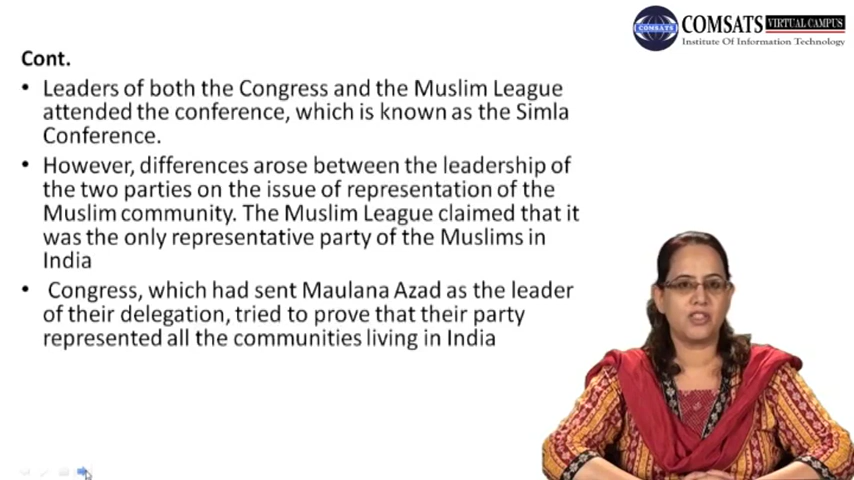 COMSATS VIRTUAL CAMPUS
COMSATS
Institute Of Information Technology
Cont.
• Leaders of both the Congress and the Muslim League
attended the conference, which is known as the Simla
Conference.
• However, differences arose between the leadership of
the two parties on the issue of representation of the
Muslim community. The Muslim League claimed that it
was the only representative party of the Muslims in
India
• Congress, which had sent Maulana Azad as the leader
of their delegation, tried to prove that their party
represented all the communities living in India